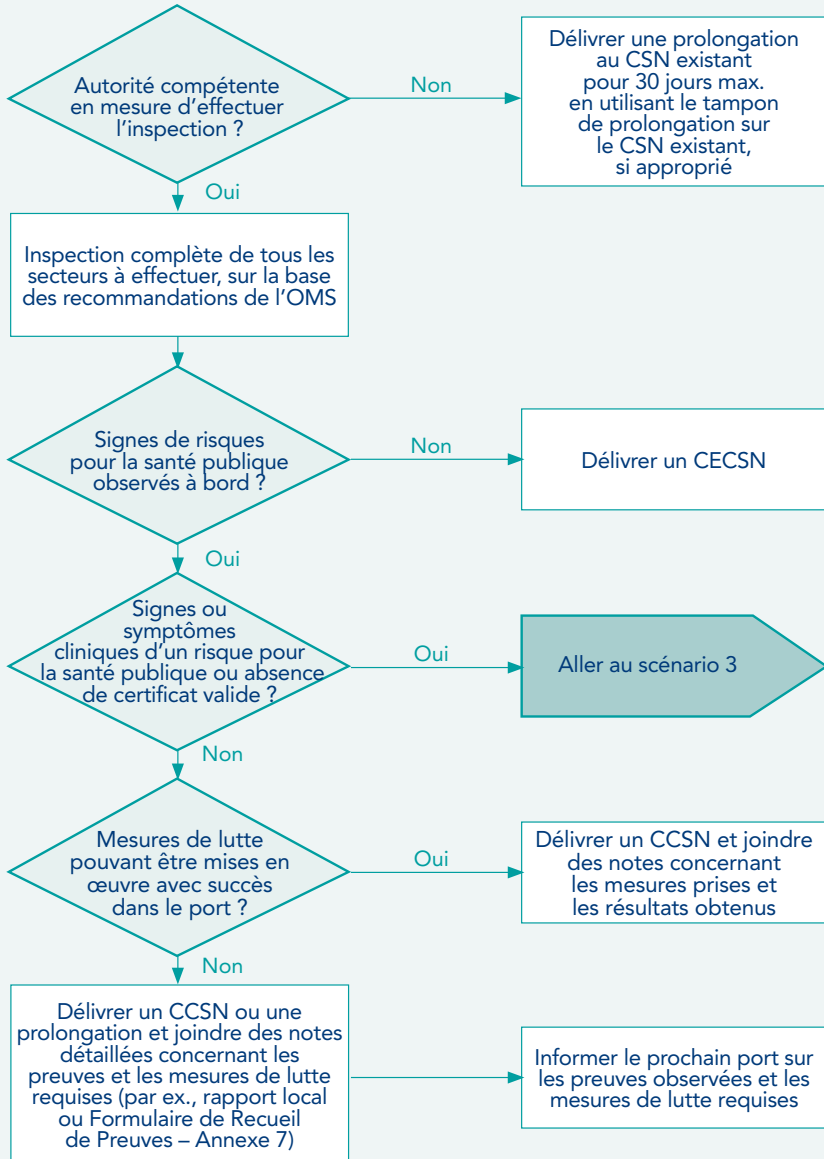 Autorité compétente
en mesure d'effectuer
l'inspection ?
Non
Délivrer une prolongation
au CSN existant
pour 30 jours max.
en utilisant le tampon
de prolongation sur
le CSN existant,
si approprié
Oui
Inspection complète de tous les
secteurs à effectuer, sur la base
des recommandations de l'OMS
Signes de risques
pour la santé publique
observés à bord ?
Non
Délivrer un CECSN
Oui
Signes ou
symptômes
cliniques d'un risque pour
la santé publique ou absence
de certificat valide ?
Oui
Aller au scénario 3
Non
Mesures de lutte
pouvant être mises en
œuvre avec succès
dans le port ?
Oui
Délivrer un CCSN et joindre
des notes concernant
les mesures prises et
les résultats obtenus
Non
Délivrer un CCSN ou une
prolongation et joindre des notes
détaillées concernant les
preuves et les mesures de lutte
requises (par ex., rapport local
ou Formulaire de Recueil
de Preuves – Annexe 7)
Informer le prochain port sur
les preuves observées et les
mesures de lutte requises